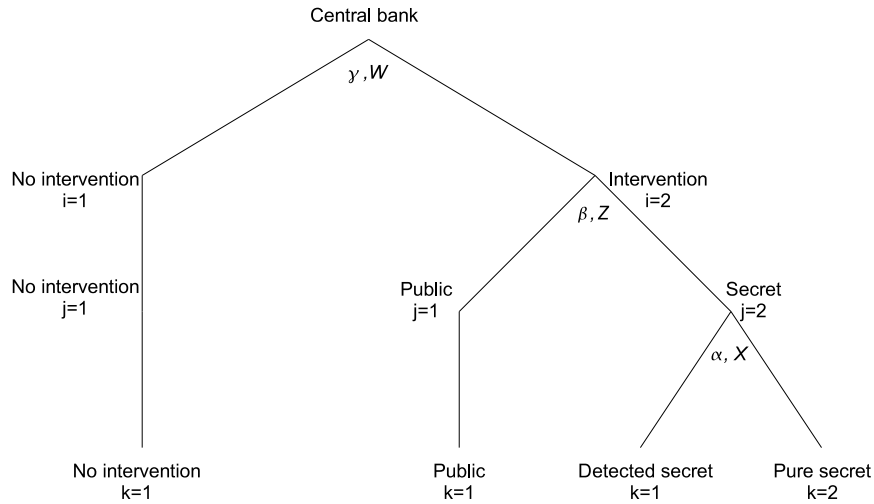 Central bank
γ, W
No intervention
i=1
Intervention
i=2
β, Z
No intervention
j=1
Public
j=1
Secret
j=2
α, X
No intervention
k=1
Public
k=1
Detected secret
k=1
Pure secret
k=2